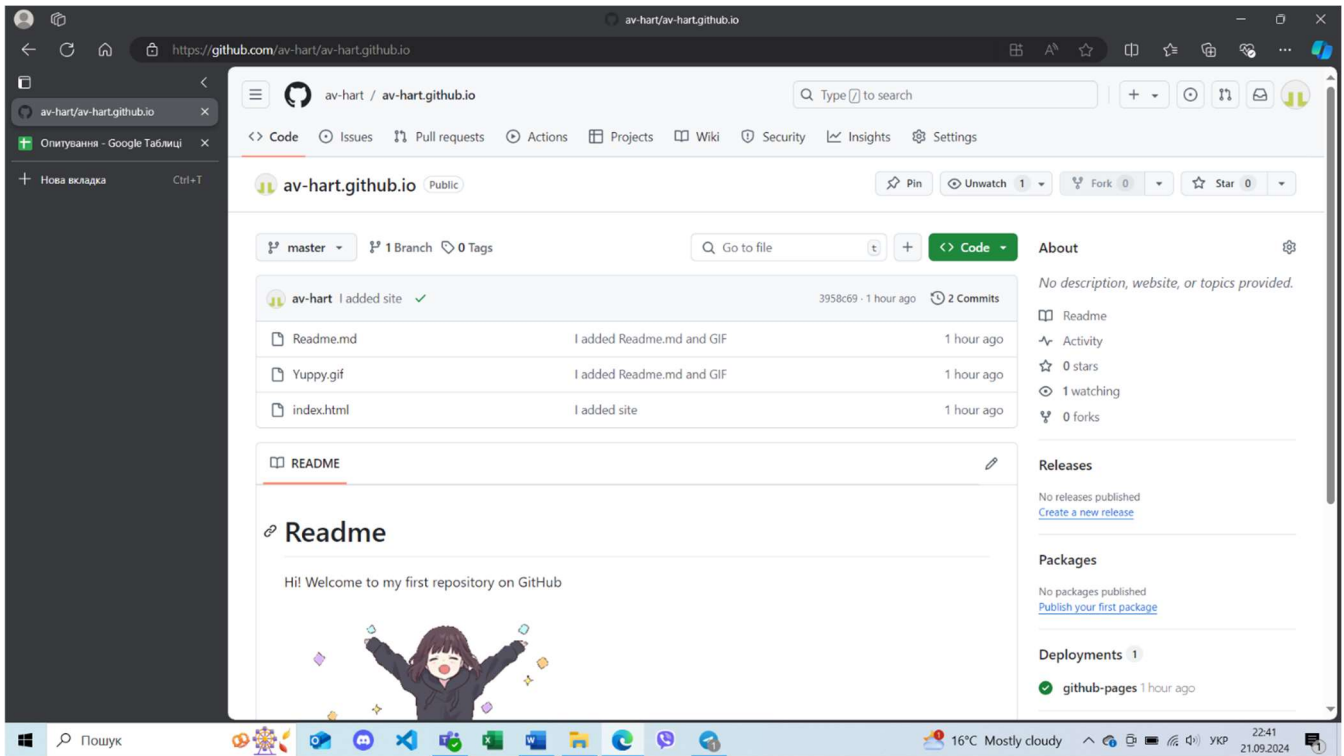 av-hart/av-hart.github.io
https://github.com/av-hart/av-hart.github.io
av-hart/av-hart.github.io
Опитування - Google Таблиці
Нова вкладка Ctrl+T
av-hart / av-hart.github.io
Type / to search
Code Issues Pull requests Actions Projects Wiki Security Insights Settings
av-hart.github.io Public
Pin Unwatch 1 Fork 0 Star 0
master 1 Branch 0 Tags
Go to file t
Code
av-hart I added site 3958c69 · 1 hour ago 2 Commits
Readme.md I added Readme.md and GIF 1 hour ago
Yuppy.gif I added Readme.md and GIF 1 hour ago
index.html I added site 1 hour ago
README
Readme
Hi! Welcome to my first repository on GitHub
About
No description, website, or topics provided.
Readme
Activity
0 stars
1 watching
0 forks
Releases
No releases published
Create a new release
Packages
No packages published
Publish your first package
Deployments 1
github-pages 1 hour ago
Пошук
16°C Mostly cloudy
УКР
22:41
21.09.2024